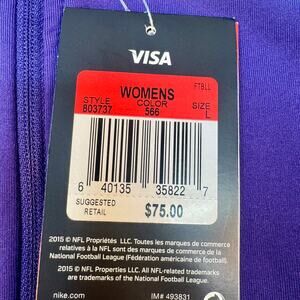 VISA
FTBLL
WOMENS
STYLE COLOR SIZE
803737 566 L
6 40135 35822 7
SUGGESTED
RETAIL $75.00
2015 © NFL Propriétés LLC. Toutes les marques de commerce
relatives à la NFL sont des marques de commerce de la
National Football League (Fédération américaine de football).
2015 © NFL Properties LLC. All NFL-related trademarks
are trademarks of the National Football League.
nike.com IM# 493831